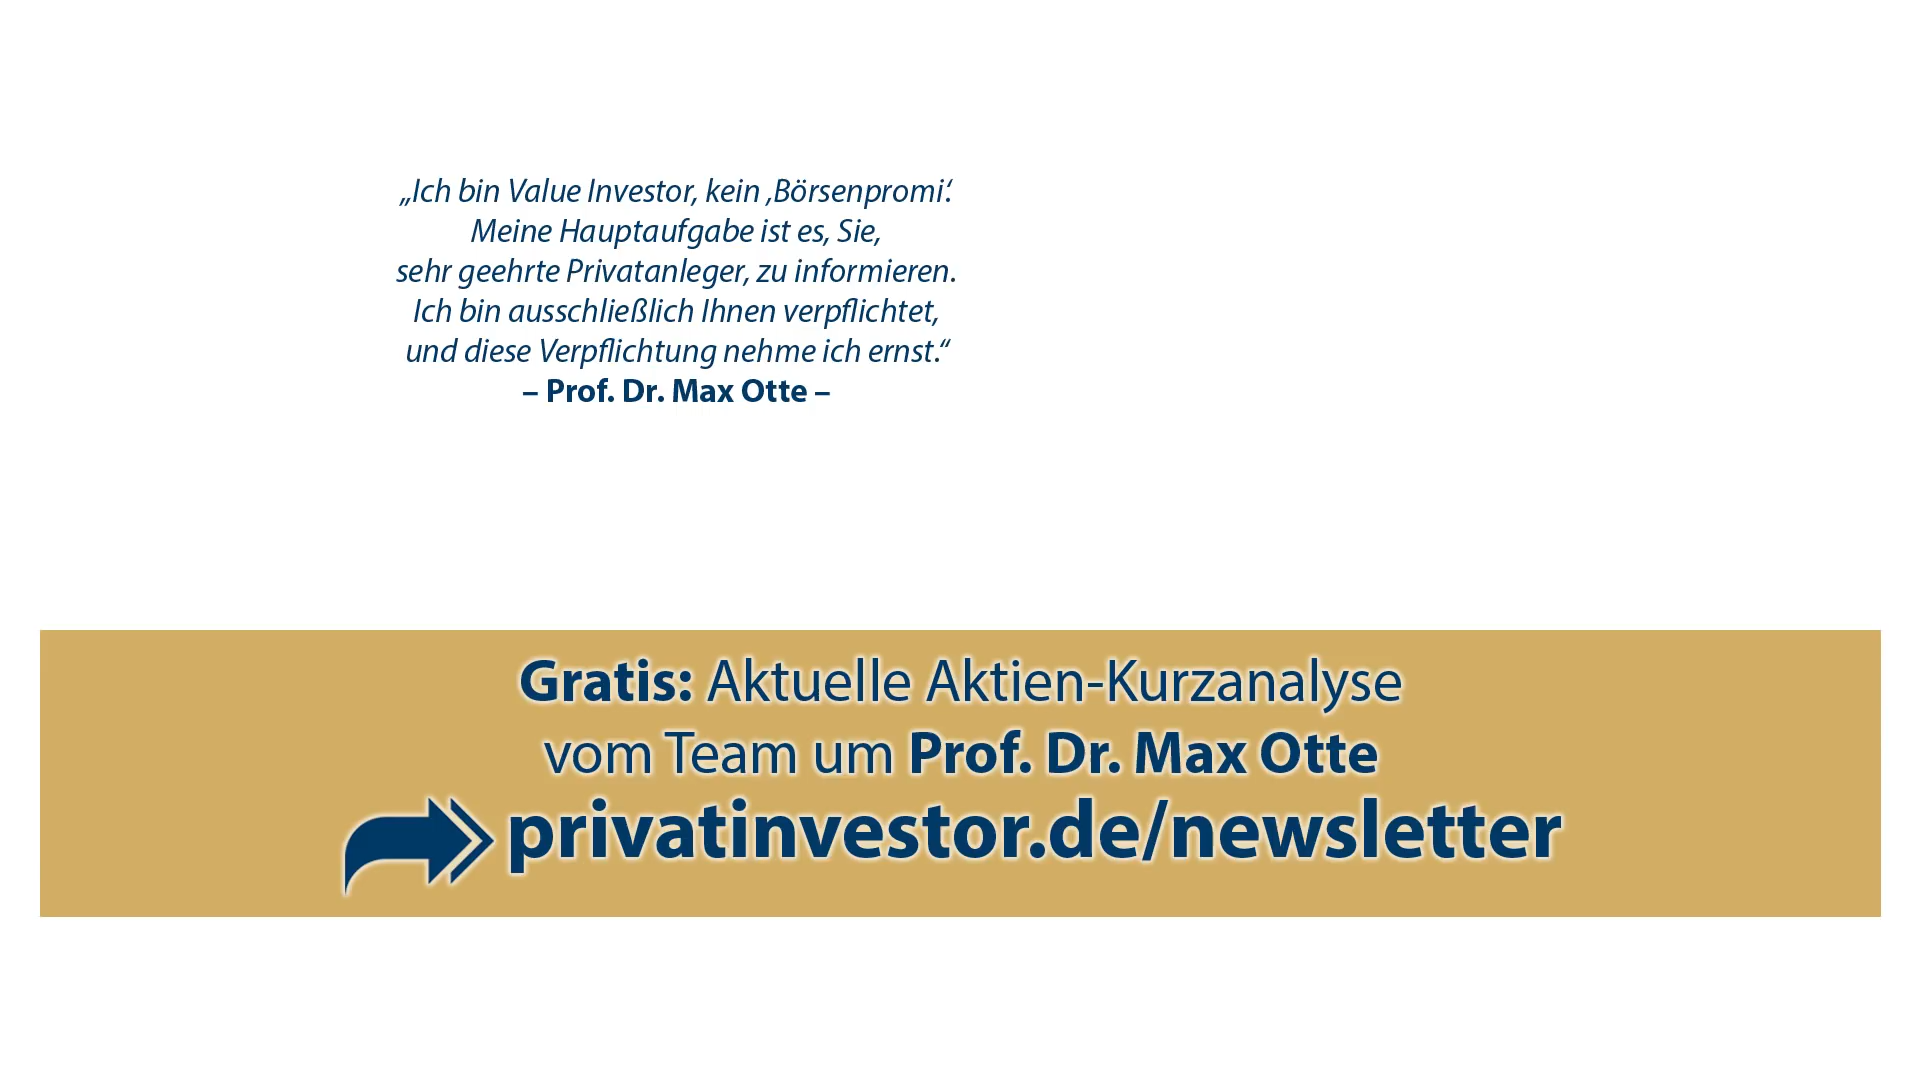 „Ich bin Value Investor, kein ‚Börsenpromi‘.
Meine Hauptaufgabe ist es, Sie,
sehr geehrte Privatanleger, zu informieren.
Ich bin ausschließlich Ihnen verpflichtet,
und diese Verpflichtung nehme ich ernst.“
– Prof. Dr. Max Otte –
Gratis: Aktuelle Aktien-Kurzanalyse
vom Team um Prof. Dr. Max Otte
privatinvestor.de/newsletter